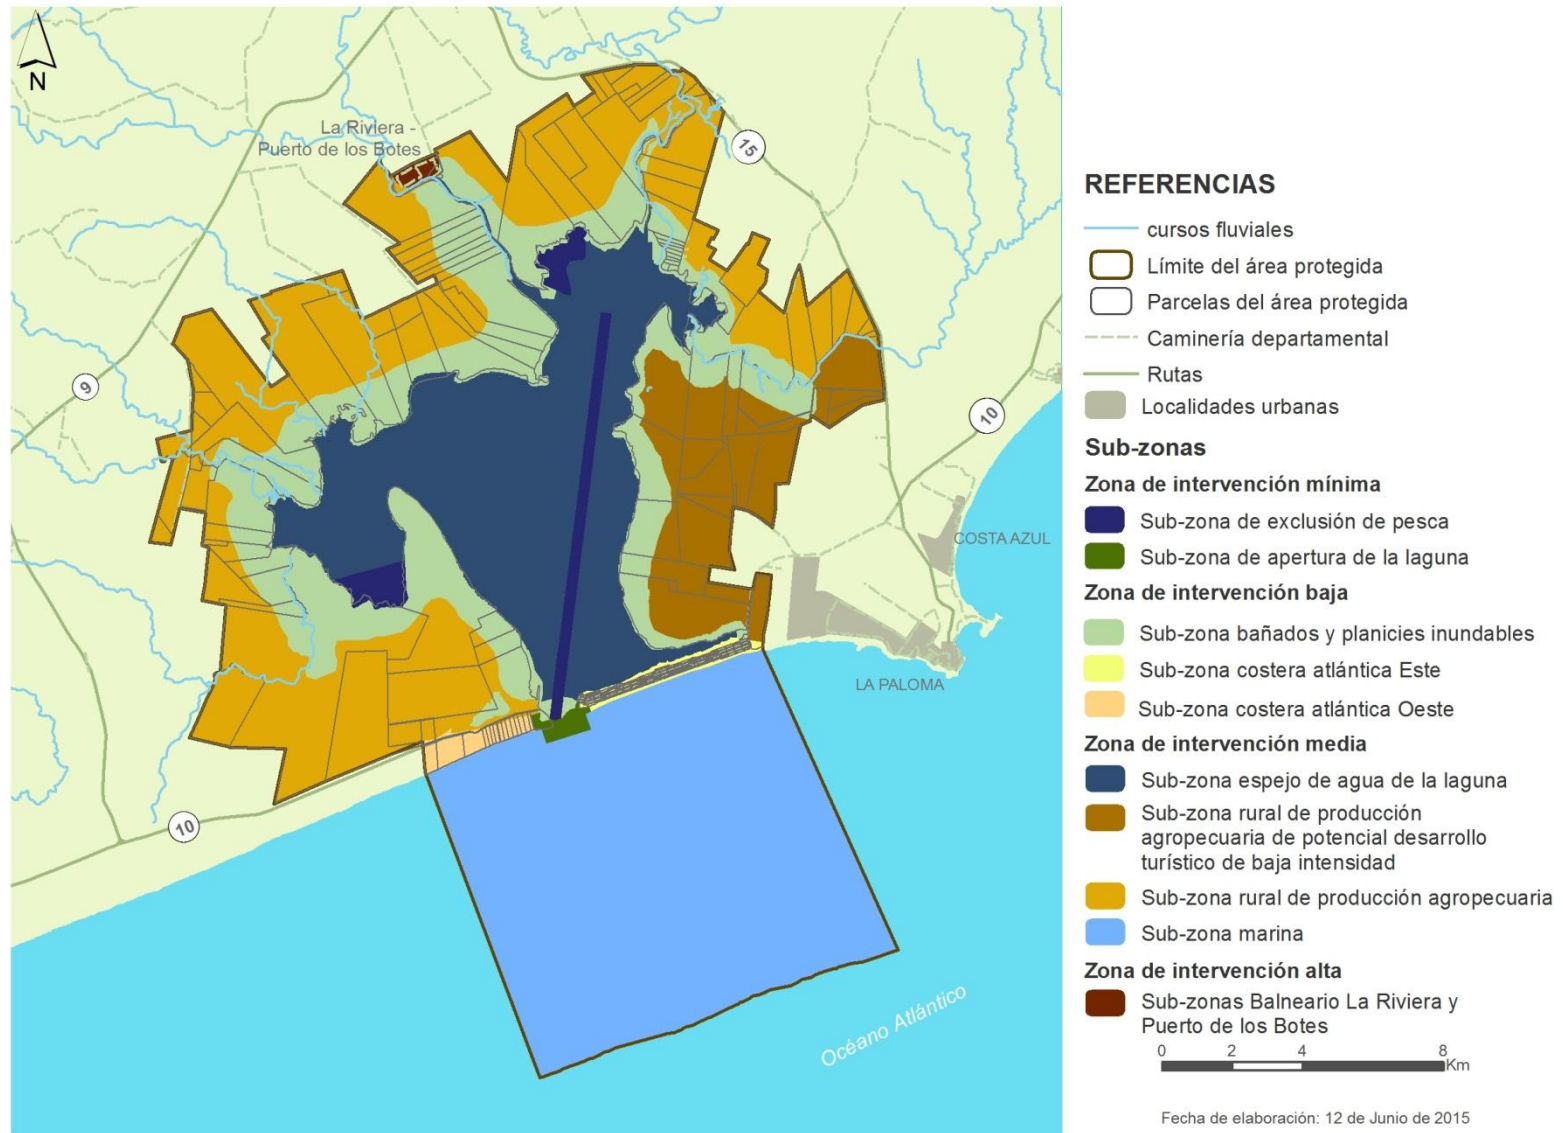 N
La Riviera -
Puerto de los Botes
15
9
10
COSTA AZUL
LA PALOMA
10
Océano Atlántico
REFERENCIAS
cursos fluviales
Límite del área protegida
Parcelas del área protegida
Caminería departamental
Rutas
Localidades urbanas
Sub-zonas
Zona de intervención mínima
Sub-zona de exclusión de pesca
Sub-zona de apertura de la laguna
Zona de intervención baja
Sub-zona bañados y planicies inundables
Sub-zona costera atlántica Este
Sub-zona costera atlántica Oeste
Zona de intervención media
Sub-zona espejo de agua de la laguna
Sub-zona rural de producción
agropecuaria de potencial desarrollo
turístico de baja intensidad
Sub-zona rural de producción agropecuaria
Sub-zona marina
Zona de intervención alta
Sub-zonas Balneario La Riviera y
Puerto de los Botes
0 2 4 8
Km
Fecha de elaboración: 12 de Junio de 2015